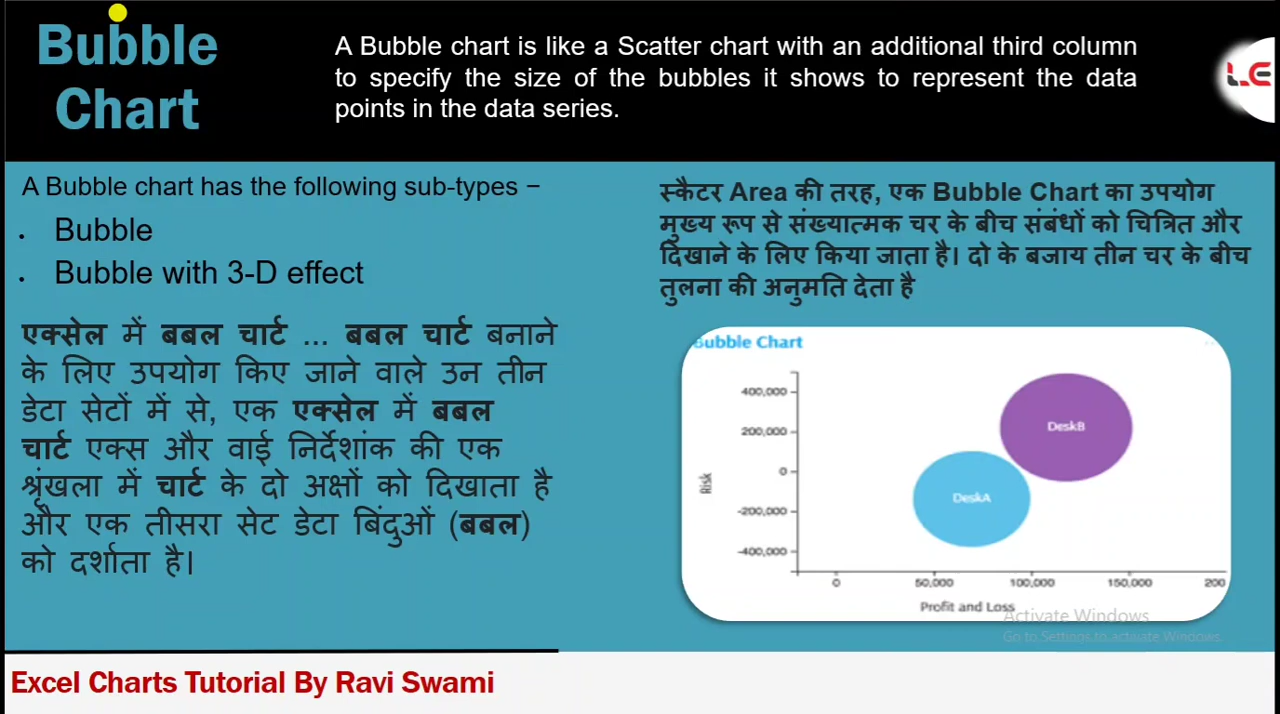 Bubble
Chart
A Bubble chart is like a Scatter chart with an additional third column
to specify the size of the bubbles it shows to represent the data
points in the data series.
LE
A Bubble chart has the following sub-types −
• Bubble
• Bubble with 3-D effect
एक्सेल में बबल चार्ट ... बबल चार्ट बनाने
के लिए उपयोग किए जाने वाले उन तीन
डेटा सेटों में से, एक एक्सेल में बबल
चार्ट एक्स और वाई निर्देशांक की एक
श्रृंखला में चार्ट के दो अक्षों को दिखाता है
और एक तीसरा सेट डेटा बिंदुओं (बबल)
को दर्शाता है।
स्कैटर Area की तरह, एक Bubble Chart का उपयोग
मुख्य रूप से संख्यात्मक चर के बीच संबंधों को चित्रित और
दिखाने के लिए किया जाता है। दो के बजाय तीन चर के बीच
तुलना की अनुमति देता है
Bubble Chart
400,000
200,000
0
-200,000
-400,000
Risk
DeskB
DeskA
0 50,000 100,000 150,000 200
Profit and Loss
Activate Windows
Go to Settings to activate Windows.
Excel Charts Tutorial By Ravi Swami